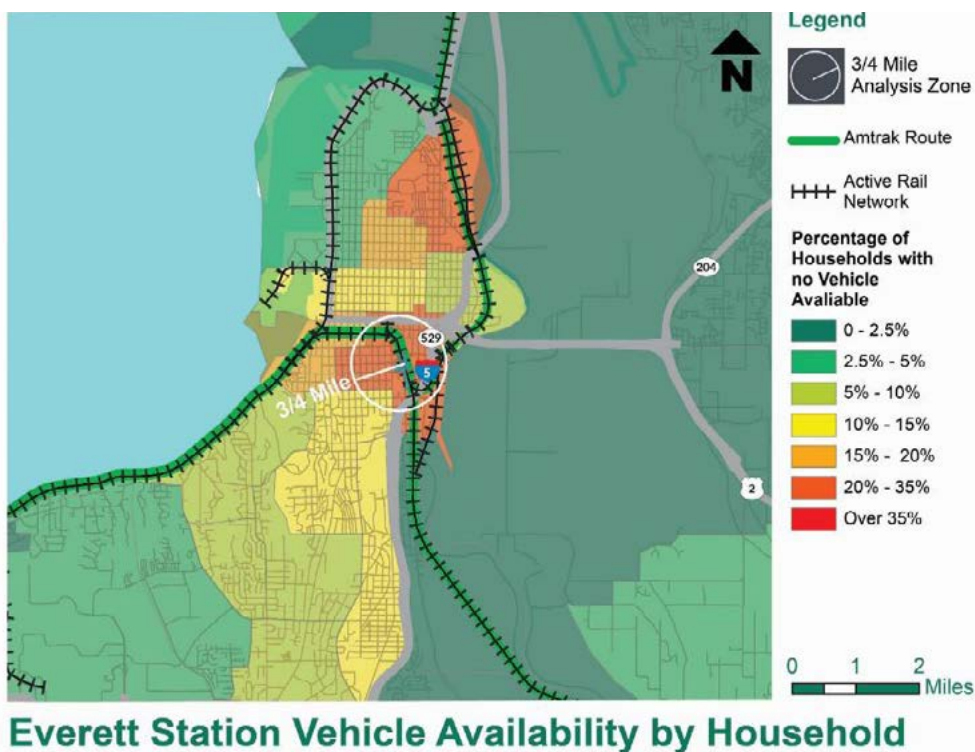 Legend
3/4 Mile
Analysis Zone
N
Amtrak Route
Active Rail
Network
Percentage of
Households with
no Vehicle
Avaliable
0 - 2.5%
2.5% - 5%
5% - 10%
10% - 15%
15% - 20%
20% - 35%
Over 35%
204
529
5
3/4 Mile
2
0 1 2
Miles
Everett Station Vehicle Availability by Household